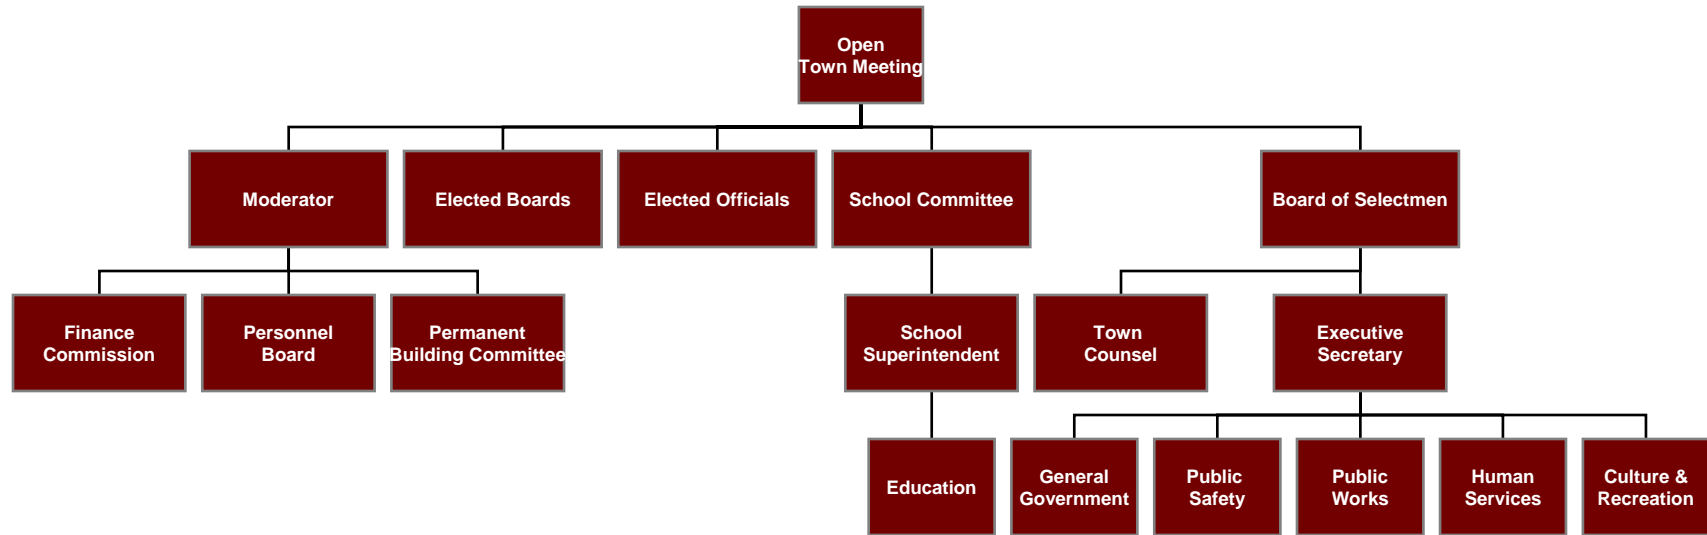 Open
Town Meeting
Moderator
Elected Boards
Elected Officials
School Committee
Board of Selectmen
Finance
Commission
Personnel
Board
Permanent
Building Committee
School
Superintendent
Town
Counsel
Executive
Secretary
Education
General
Government
Public
Safety
Public
Works
Human
Services
Culture &
Recreation